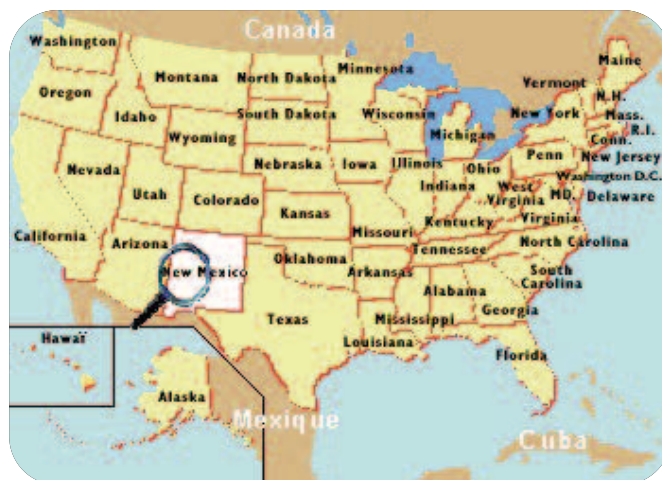 Canada
Washington
Montana
North Dakota
Minnesota
Maine
Oregon
Idaho
Vermont
N.H.
South Dakota
Wisconsin
Michigan
New York
Mass.
R.I.
Wyoming
Conn.
Nebraska
Iowa
Illinois
Ohio
Penn
New Jersey
Nevada
Utah
Colorado
Indiana
West
Virginia
Washington D.C.
MD.
Delaware
Kansas
Missouri
Kentucky
Virginia
California
Arizona
New Mexico
Oklahoma
Arkansas
Tennessee
North Carolina
South
Carolina
Alabama
Georgia
Texas
Mississippi
Louisiana
Florida
Hawaï
Alaska
Mexique
Cuba